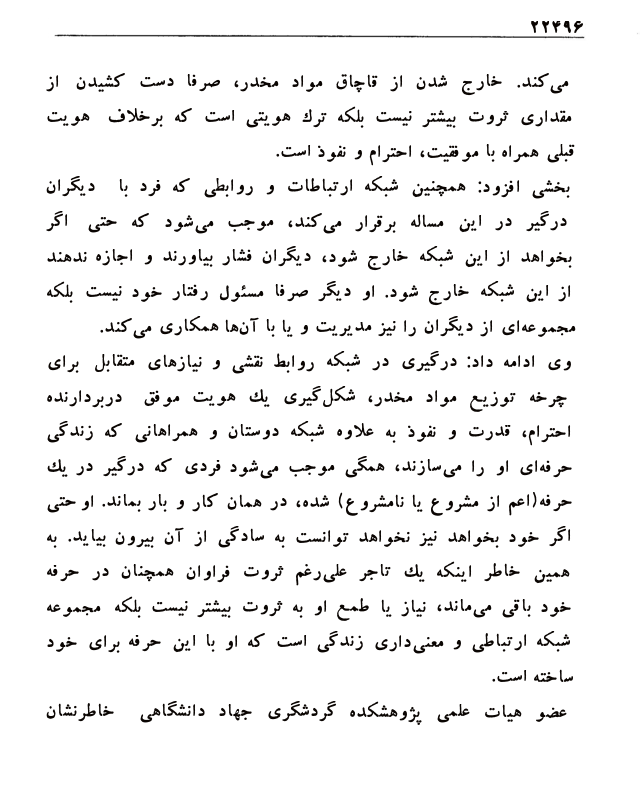 ۲۲۴۹۶
می‌کند. خارج شدن از قاچاق مواد مخدر، صرفا دست کشیدن از
مقداری ثروت بیشتر نیست بلکه ترك هویتی است که برخلاف هویت
قبلی همراه با موفقیت، احترام و نفوذ است.
بخشی افزود: همچنین شبکه ارتباطات و روابطی که فرد با دیگران
درگیر در این مساله برقرار می‌کند، موجب می‌شود که حتی اگر
بخواهد از این شبکه خارج شود، دیگران فشار بیاورند و اجازه ندهند
از این شبکه خارج شود. او دیگر صرفا مسئول رفتار خود نیست بلکه
مجموعه‌ای از دیگران را نیز مدیریت و یا با آن‌ها همکاری می‌کند.
وی ادامه داد: درگیری در شبکه روابط نقشی و نیازهای متقابل برای
چرخه توزیع مواد مخدر، شکل‌گیری یك هویت موفق دربردارنده
احترام، قدرت و نفوذ به علاوه شبکه دوستان و همراهانی که زندگی
حرفه‌ای او را می‌سازند، همگی موجب می‌شود فردی که درگیر در یك
حرفه(اعم از مشروع یا نامشروع) شده، در همان کار و بار بماند. او حتی
اگر خود بخواهد نیز نخواهد توانست به سادگی از آن بیرون بیاید. به
همین خاطر اینکه یك تاجر علی‌رغم ثروت فراوان همچنان در حرفه
خود باقی می‌ماند، نیاز یا طمع او به ثروت بیشتر نیست بلکه مجموعه
شبکه ارتباطی و معنی‌داری زندگی است که او با این حرفه برای خود
ساخته است.
عضو هیات علمی پژوهشکده گردشگری جهاد دانشگاهی خاطرنشان